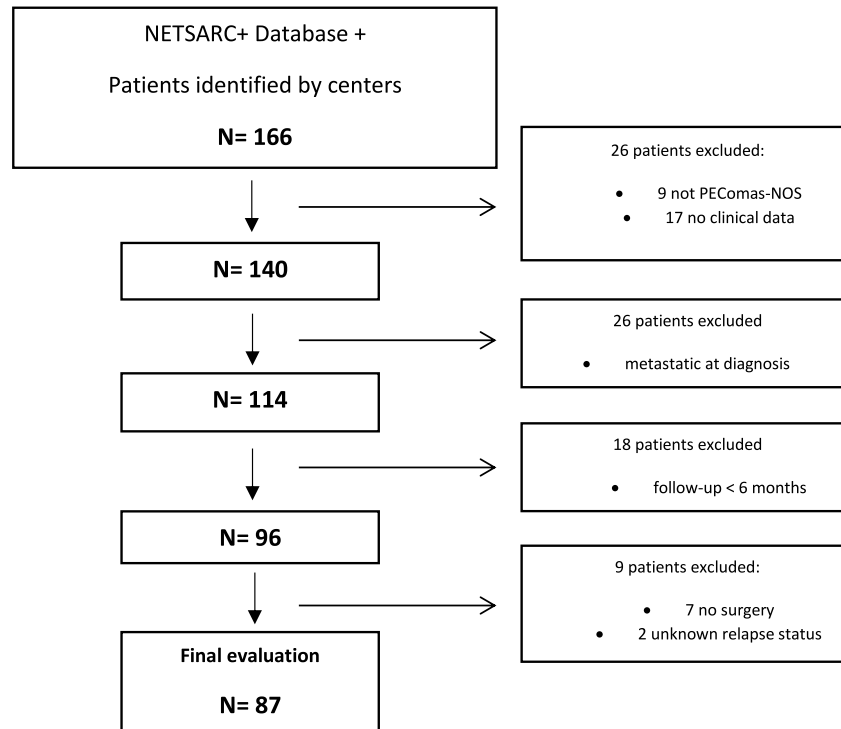 NETSARC+ Database +
Patients identified by centers
N= 166
26 patients excluded:
• 9 not PEComas-NOS
• 17 no clinical data
N= 140
26 patients excluded
• metastatic at diagnosis
N= 114
18 patients excluded
• follow-up < 6 months
N= 96
9 patients excluded:
• 7 no surgery
• 2 unknown relapse status
Final evaluation
N= 87